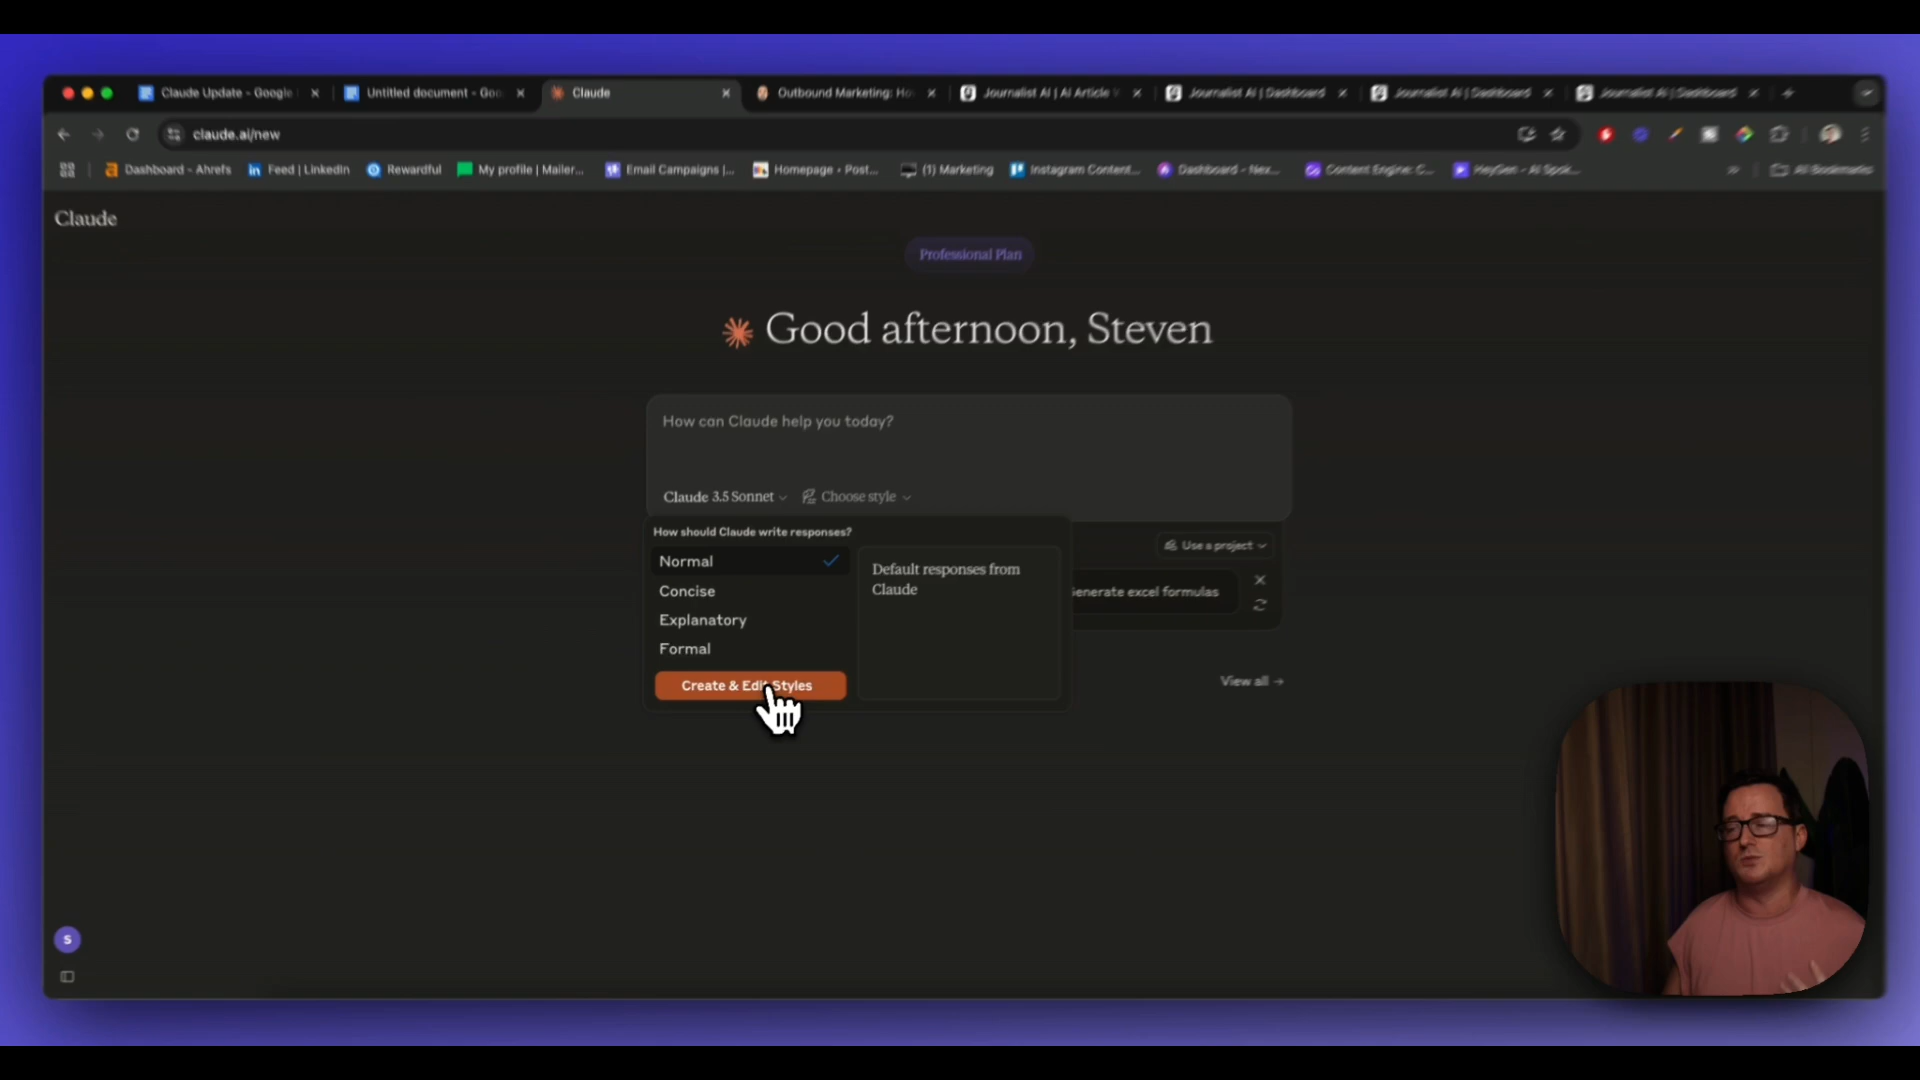 Claude Update - Google
Untitled document - Goo
Claude
Outbound Marketing: Ho
Journalist AI | AI Article
Journalist AI | Dashboard
Journalist AI | Dashboard
Journalist AI | Dashboard
claude.ai/new
Dashboard - Ahrefs
in Feed | LinkedIn
Rewardful
My profile | Mailer...
Email Campaigns |...
Homepage - Post...
(1) Marketing
Instagram Content...
Dashboard - Nex...
Content Engine: C...
HeyGen - AI Spok...
All Bookmarks
Claude
Professional Plan
Good afternoon, Steven
How can Claude help you today?
Claude 3.5 Sonnet
Choose style
How should Claude write responses?
Normal
Concise
Explanatory
Formal
Create & Edit Styles
Default responses from
Claude
Use a project
Generate excel formulas
View all →
S